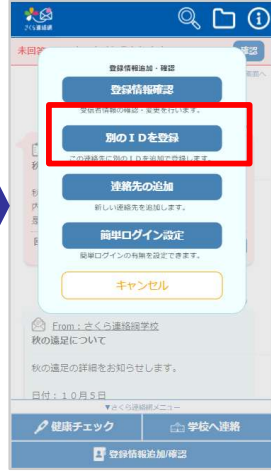 さくら連絡網
未回答
確認
登録情報追加・確認
登録情報確認
受信者情報の確認・変更を行います。
別のIDを登録
この連絡先に別のIDを追加で登録します。
連絡先の追加
新しい連絡先を追加します。
簡単ログイン設定
簡単ログインの有無を設定できます。
キャンセル
From：さくら連絡網学校
秋の遠足について
秋の遠足の詳細をお知らせします。
日付：10月5日
▼さくら連絡網メニュー
健康チェック
学校へ連絡
登録情報追加/確認